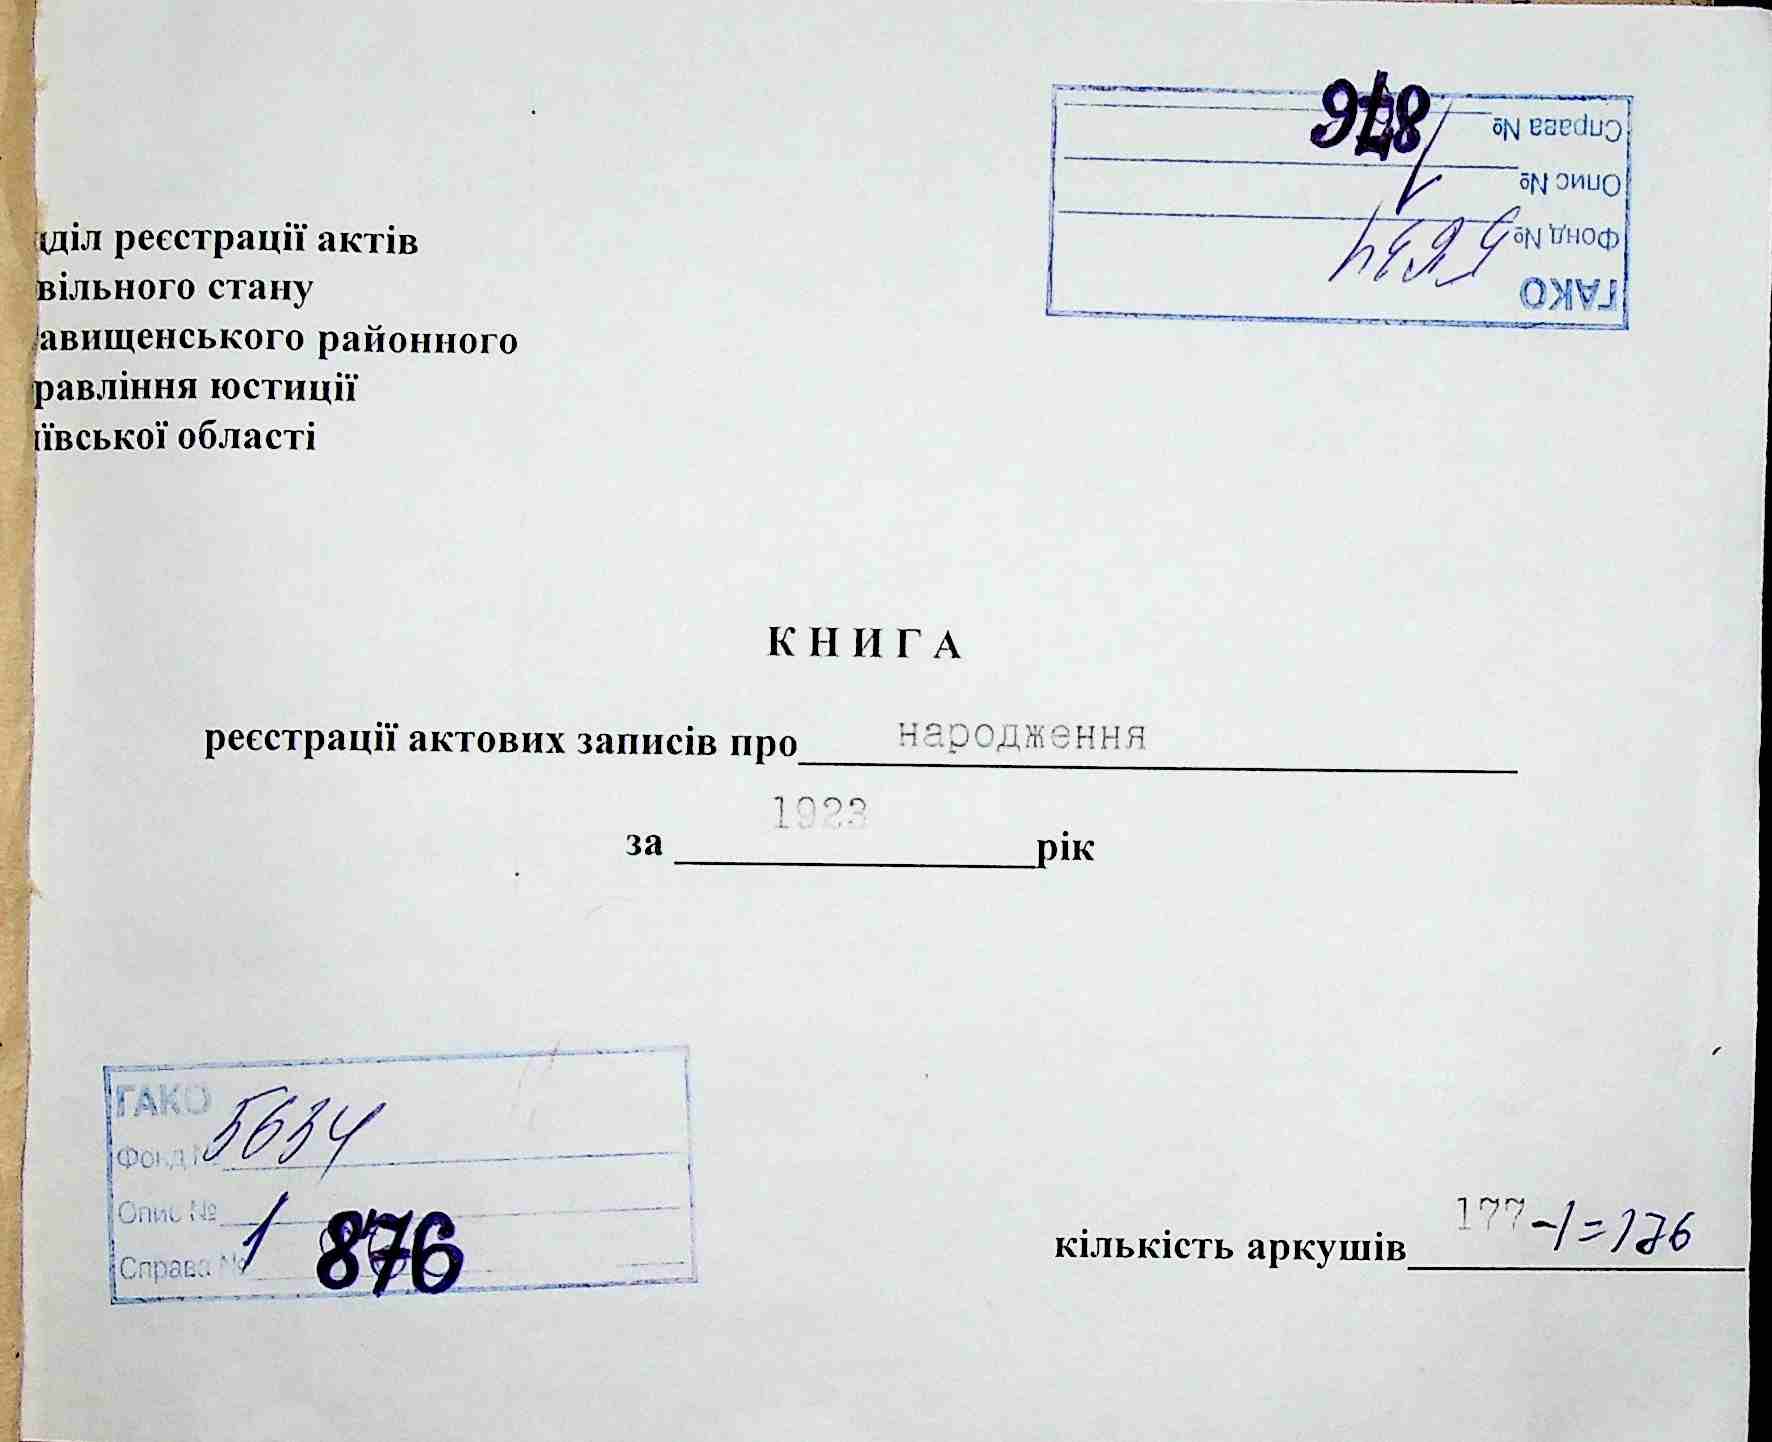 ГАКО
Фонд № 5634
Опис № 1
Справа № 876
діл реєстрації актів
вільного стану
авищенського районного
равління юстиції
ївської області
КНИГА
реєстрації актових записів про народження
за 1923 рік
ГАКО
Фонд № 5634
Опис № 1
Справа № 876
кількість аркушів 177-1=176